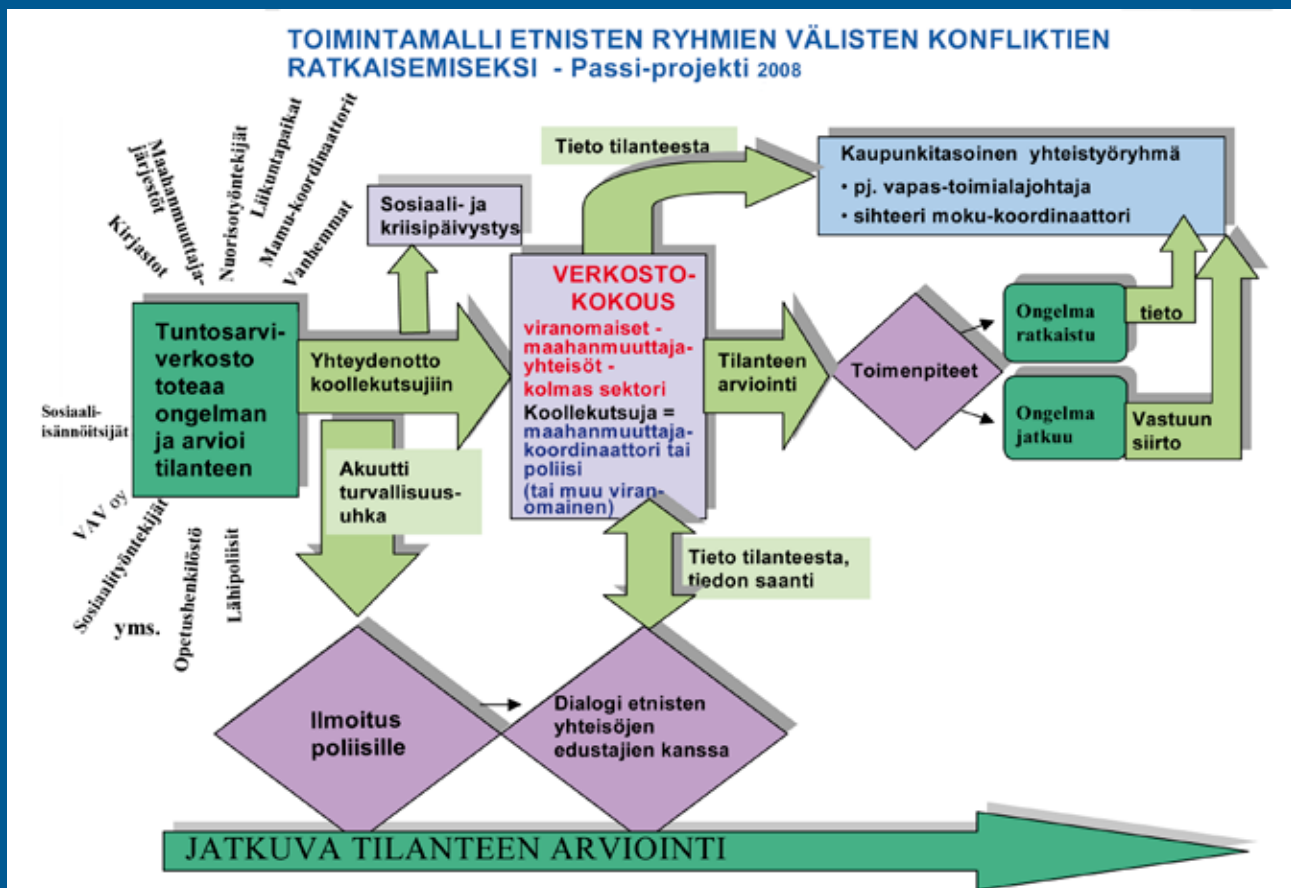 TOIMINTAMALLI ETNISTEN RYHMIEN VÄLISTEN KONFLIKTIEN
RATKAISEMISEKSI - Passi-projekti 2008
Kirjastot
Maahanmuuttaja-
järjestöt
Nuorisotyöntekijät
Liikuntapaikat
Mamu-koordinaattorit
Vanhemmat
Sosiaali-
isännöitsijät
VAV oy
Sosiaalityöntekijät
yms.
Opetushenkilöstö
Lähipoliisit
Tuntosarvi-
verkosto
toteaa
ongelman
ja arvioi
tilanteen
Yhteydenotto
koollekutsujiin
Sosiaali- ja
kriisipäivystys
Akuutti
turvallisuus-
uhka
Tieto tilanteesta
VERKOSTO-
KOKOUS
viranomaiset -
maahanmuuttaja-
yhteisöt -
kolmas sektori
Koollekutsuja =
maahanmuuttaja-
koordinaattori tai
poliisi
(tai muu viran-
omainen)
Kaupunkitasoinen yhteistyöryhmä
• pj. vapas-toimialajohtaja
• sihteeri moku-koordinaattori
Tilanteen
arviointi
Toimenpiteet
Ongelma
ratkaistu
tieto
Ongelma
jatkuu
Vastuun
siirto
Tieto tilanteesta,
tiedon saanti
Ilmoitus
poliisille
Dialogi etnisten
yhteisöjen
edustajien kanssa
JATKUVA TILANTEEN ARVIOINTI